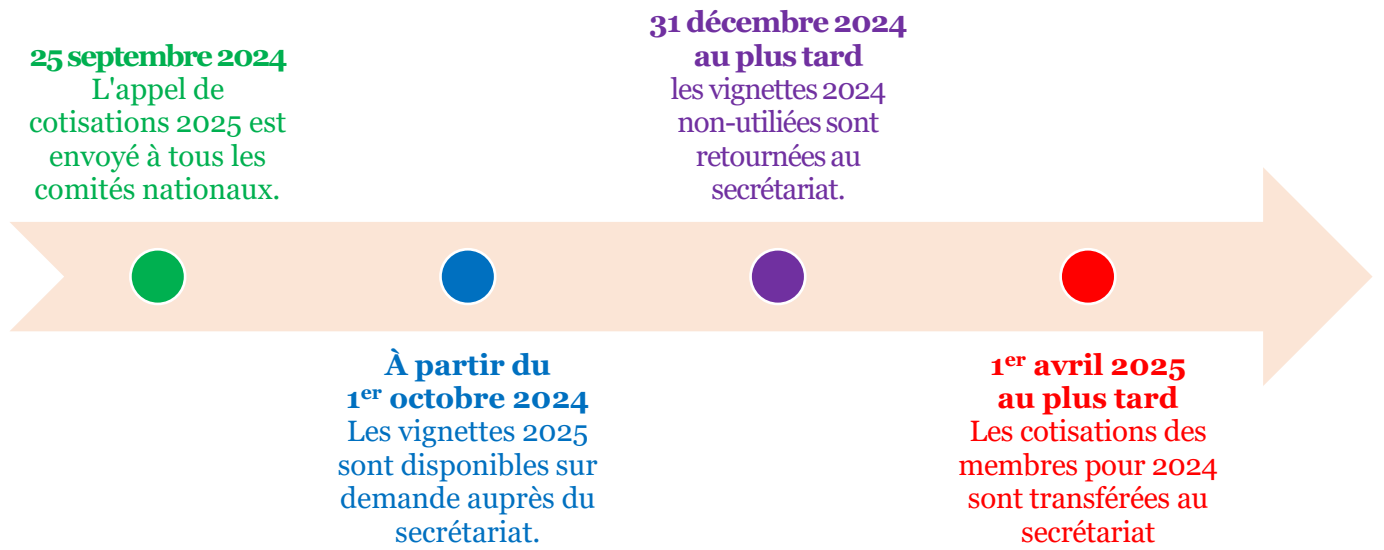 25 septembre 2024
L'appel de
cotisations 2025 est
envoyé à tous les
comités nationaux.
À partir du
1er octobre 2024
Les vignettes 2025
sont disponibles sur
demande auprès du
secrétariat.
31 décembre 2024
au plus tard
les vignettes 2024
non-utiliées sont
retournées au
secrétariat.
1er avril 2025
au plus tard
Les cotisations des
membres pour 2024
sont transférées au
secrétariat